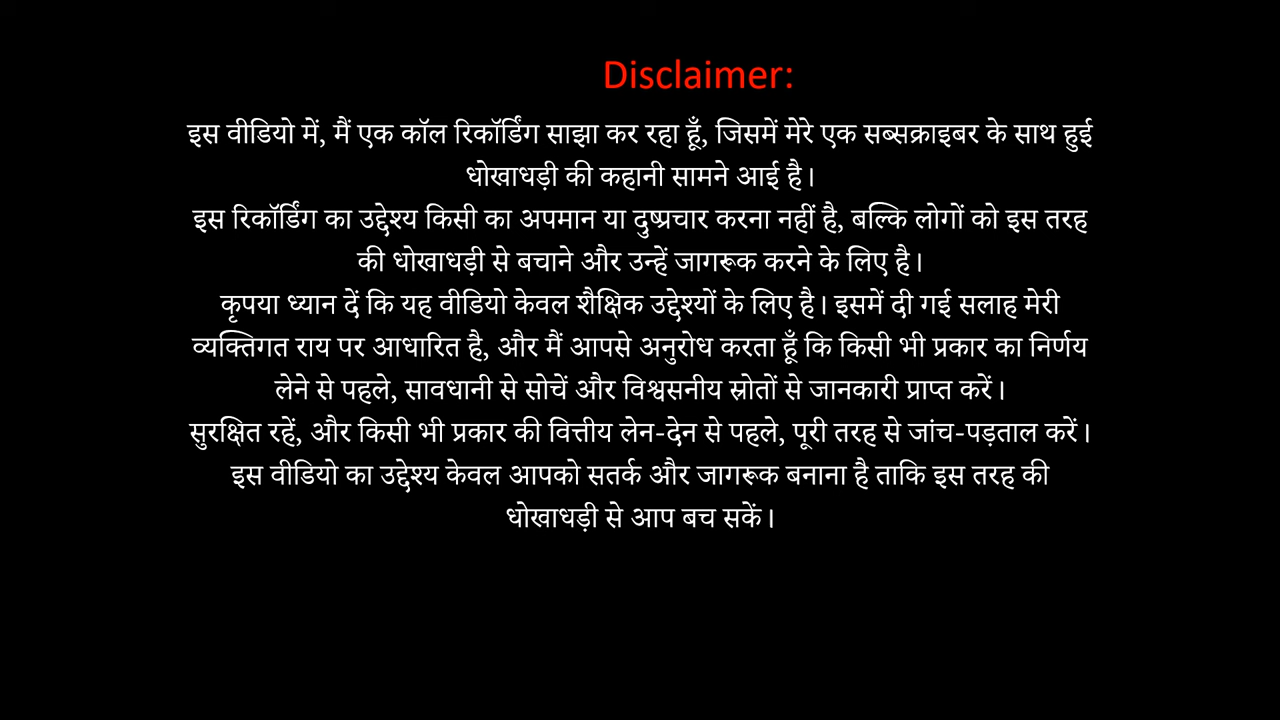 Disclaimer:
इस वीडियो में, मैं एक कॉल रिकॉर्डिंग साझा कर रहा हूँ, जिसमें मेरे एक सब्सक्राइबर के साथ हुई
धोखाधड़ी की कहानी सामने आई है।
इस रिकॉर्डिंग का उद्देश्य किसी का अपमान या दुष्प्रचार करना नहीं है, बल्कि लोगों को इस तरह
की धोखाधड़ी से बचाने और उन्हें जागरूक करने के लिए है।
कृपया ध्यान दें कि यह वीडियो केवल शैक्षिक उद्देश्यों के लिए है। इसमें दी गई सलाह मेरी
व्यक्तिगत राय पर आधारित है, और मैं आपसे अनुरोध करता हूँ कि किसी भी प्रकार का निर्णय
लेने से पहले, सावधानी से सोचें और विश्वसनीय स्रोतों से जानकारी प्राप्त करें।
सुरक्षित रहें, और किसी भी प्रकार की वित्तीय लेन-देन से पहले, पूरी तरह से जांच-पड़ताल करें।
इस वीडियो का उद्देश्य केवल आपको सतर्क और जागरूक बनाना है ताकि इस तरह की
धोखाधड़ी से आप बच सकें।